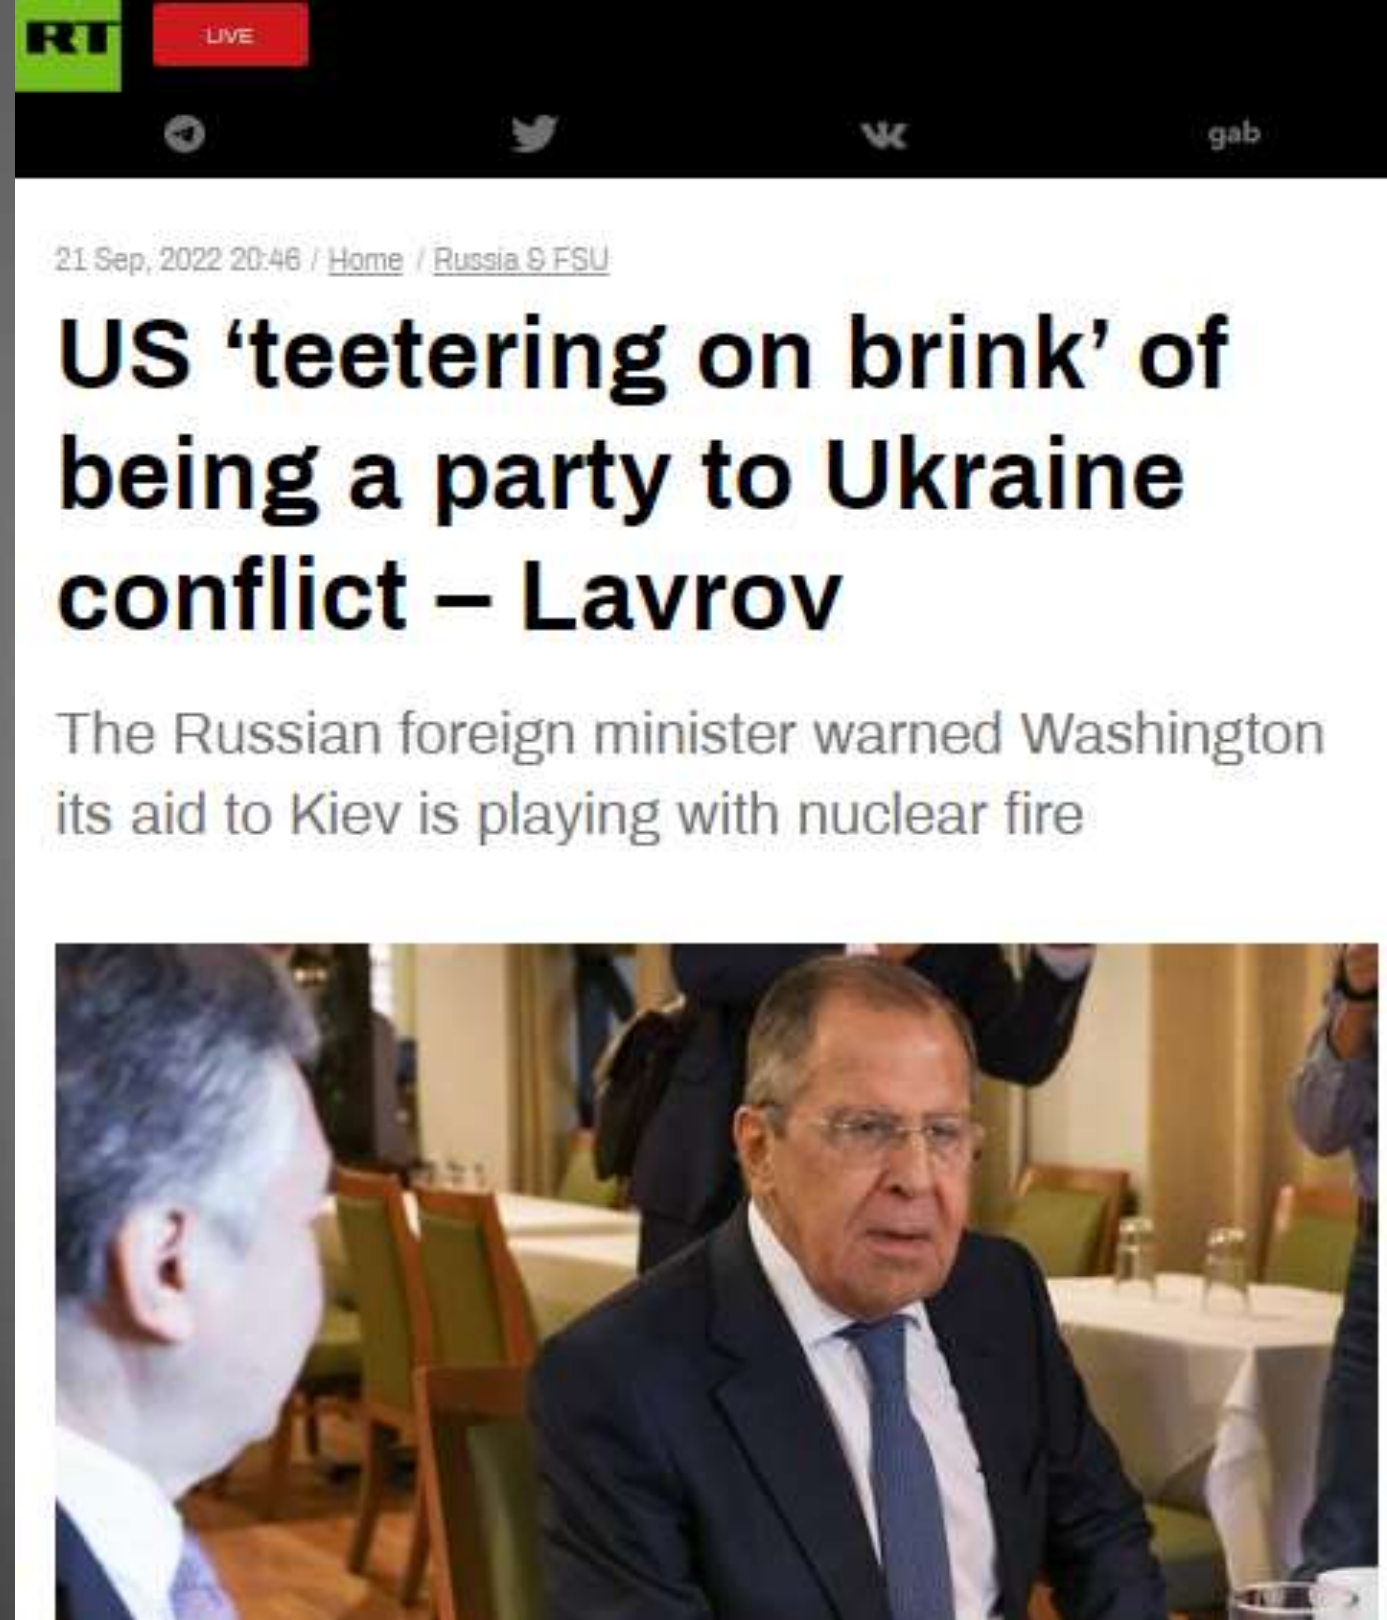 RT
LIVE
gab
21 Sep, 2022 20:46 / Home / Russia & FSU
US ‘teetering on brink’ of
being a party to Ukraine
conflict – Lavrov
The Russian foreign minister warned Washington
its aid to Kiev is playing with nuclear fire